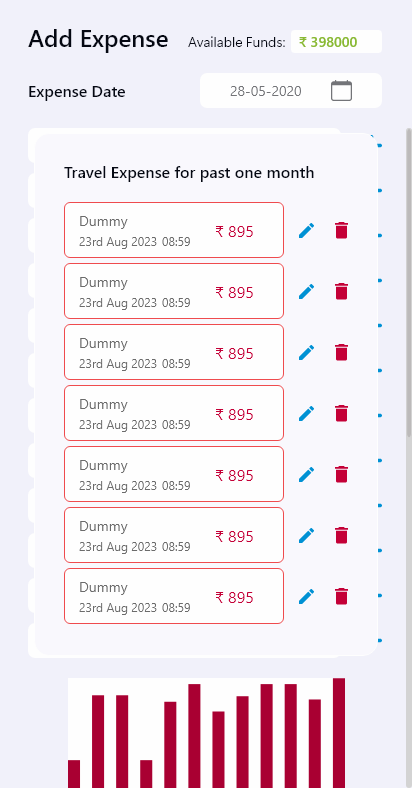 Add Expense
Available Funds: ₹ 398000
Expense Date
28-05-2020
Travel Expense for past one month
Dummy
23rd Aug 2023 08:59
₹ 895
Dummy
23rd Aug 2023 08:59
₹ 895
Dummy
23rd Aug 2023 08:59
₹ 895
Dummy
23rd Aug 2023 08:59
₹ 895
Dummy
23rd Aug 2023 08:59
₹ 895
Dummy
23rd Aug 2023 08:59
₹ 895
Dummy
23rd Aug 2023 08:59
₹ 895